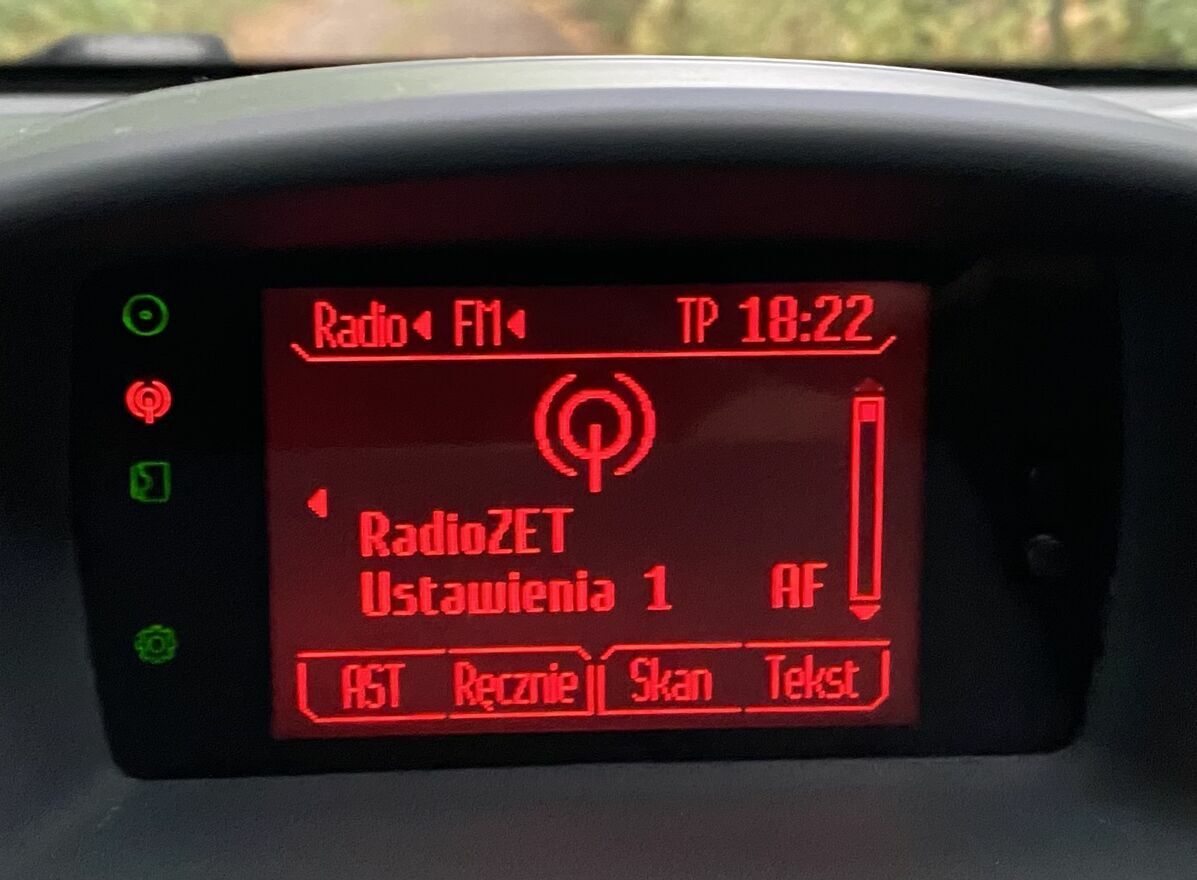 Radio FM TP 18:22
RadioZET
Ustawienia 1 AF
AST Ręcznie Skan Tekst